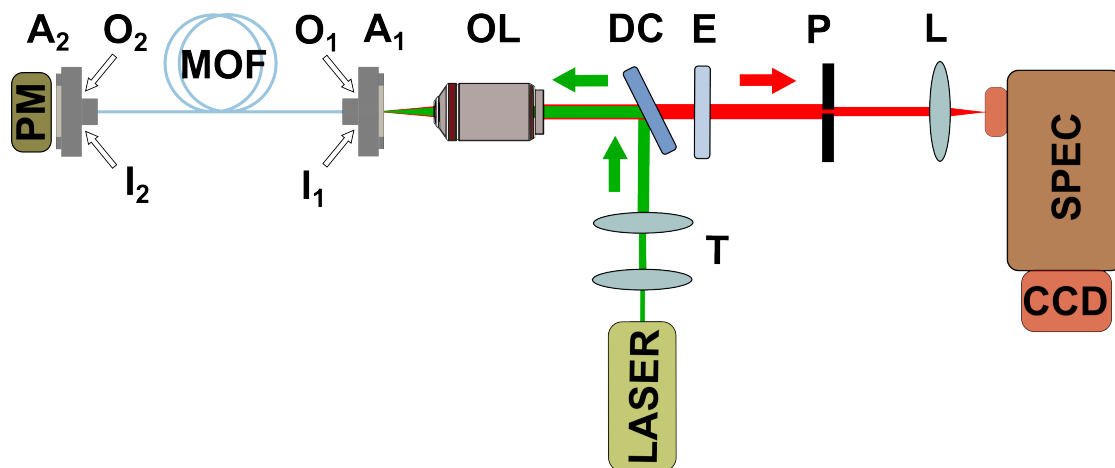 A2 O2 MOF O1 A1 OL DC E P L
PM
I2 I1
T
SPEC
CCD
LASER